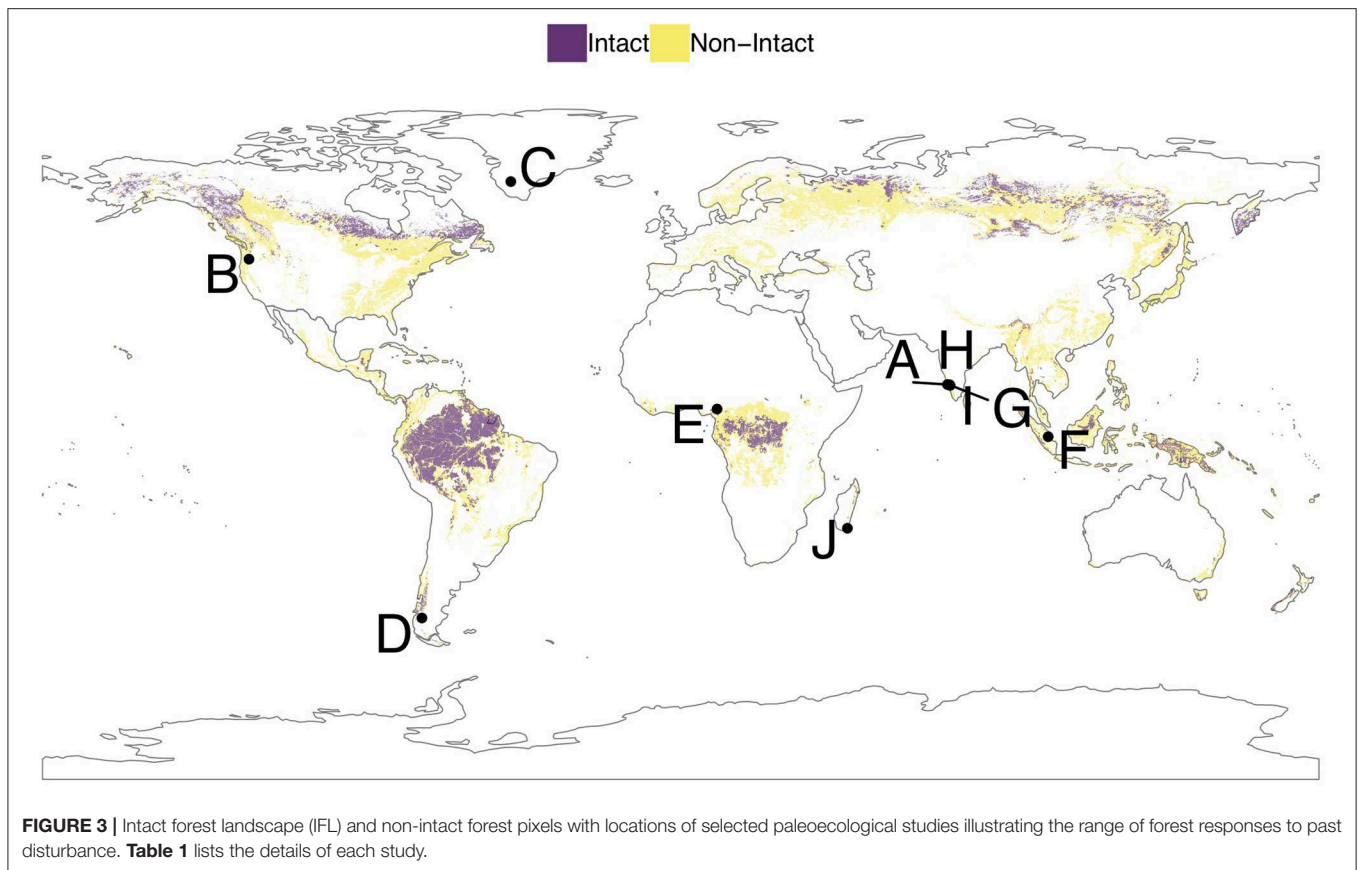 Intact Non−Intact
C
B
A H
I G
E
F
J
D
FIGURE 3 | Intact forest landscape (IFL) and non-intact forest pixels with locations of selected paleoecological studies illustrating the range of forest responses to past
disturbance. Table 1 lists the details of each study.